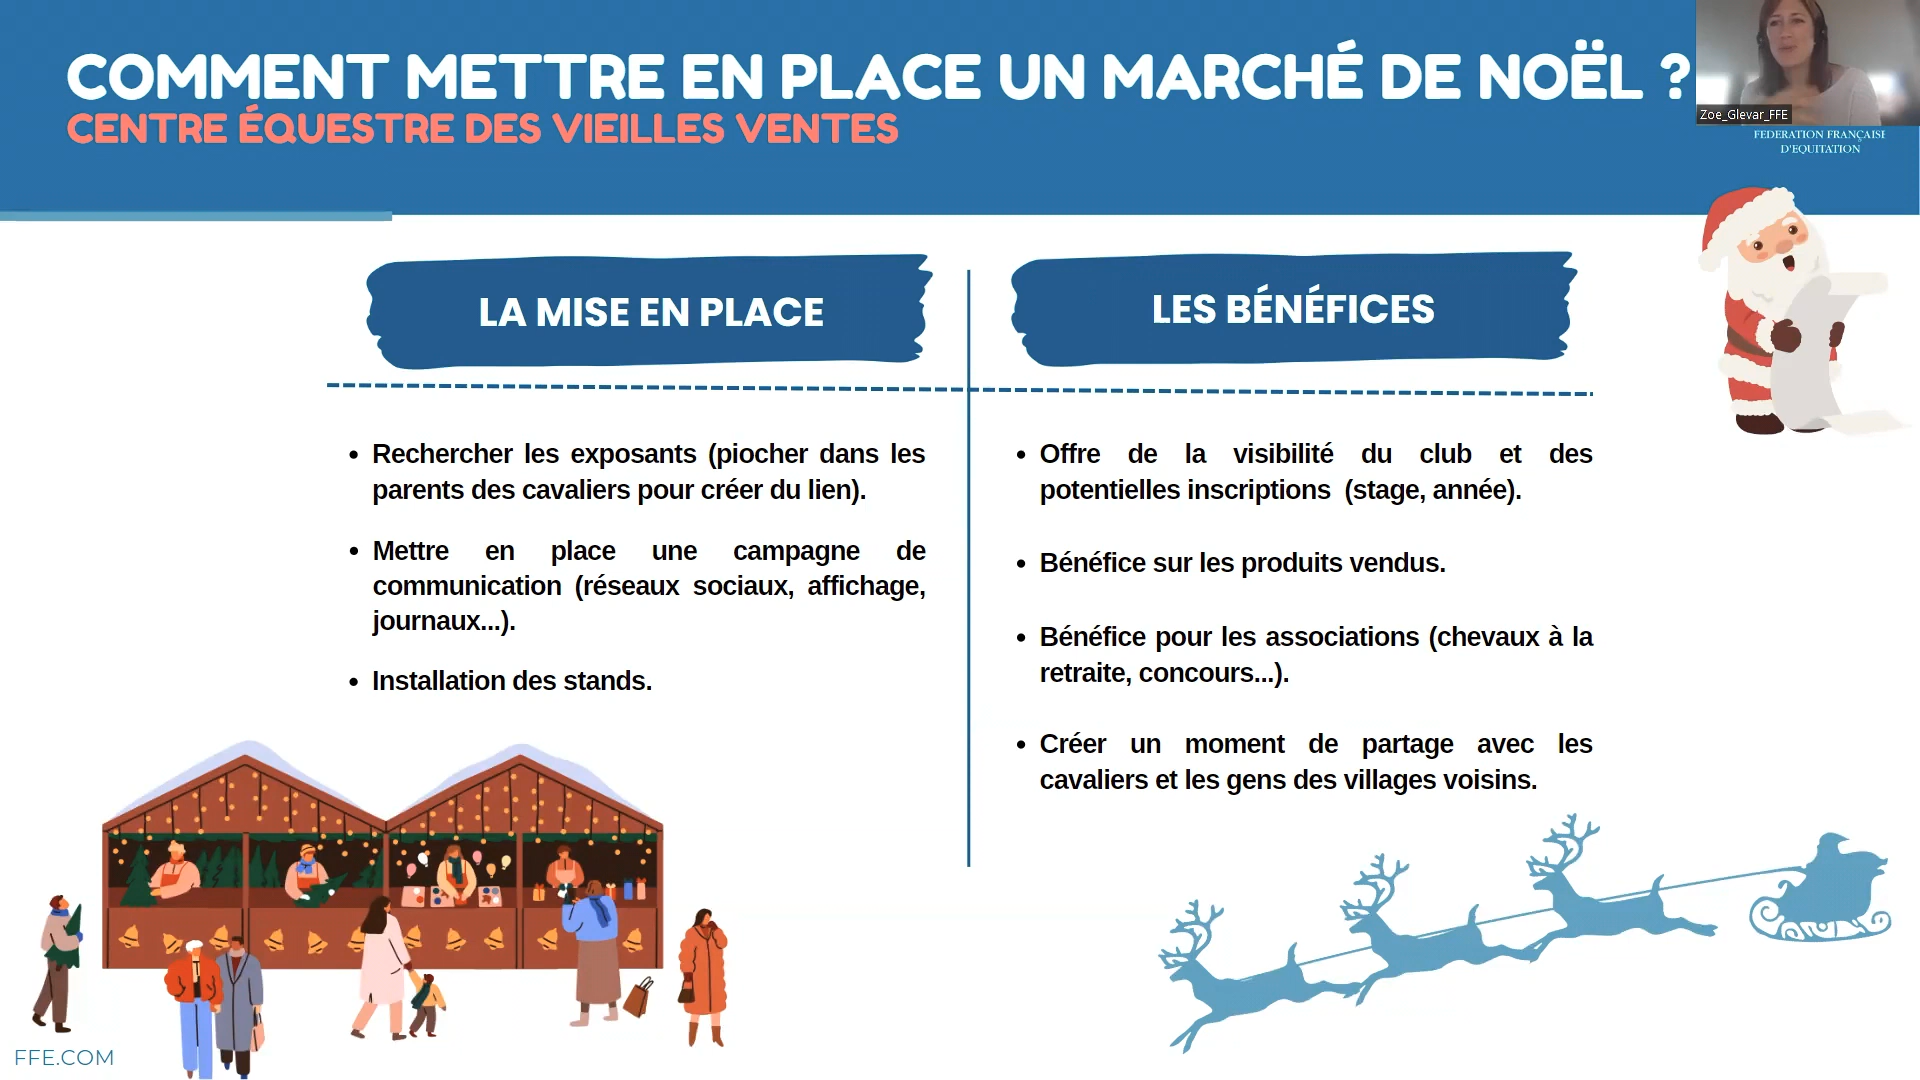 COMMENT METTRE EN PLACE UN MARCHÉ DE NOËL ?
CENTRE ÉQUESTRE DES VIEILLES VENTES
Zoe_Glevar_FFE
FEDERATION FRANÇAISE
D'EQUITATION
LA MISE EN PLACE
• Rechercher les exposants (piocher dans les
parents des cavaliers pour créer du lien).
• Mettre en place une campagne de
communication (réseaux sociaux, affichage,
journaux...).
• Installation des stands.
LES BÉNÉFICES
• Offre de la visibilité du club et des
potentielles inscriptions (stage, année).
• Bénéfice sur les produits vendus.
• Bénéfice pour les associations (chevaux à la
retraite, concours...).
• Créer un moment de partage avec les
cavaliers et les gens des villages voisins.
FFE.COM